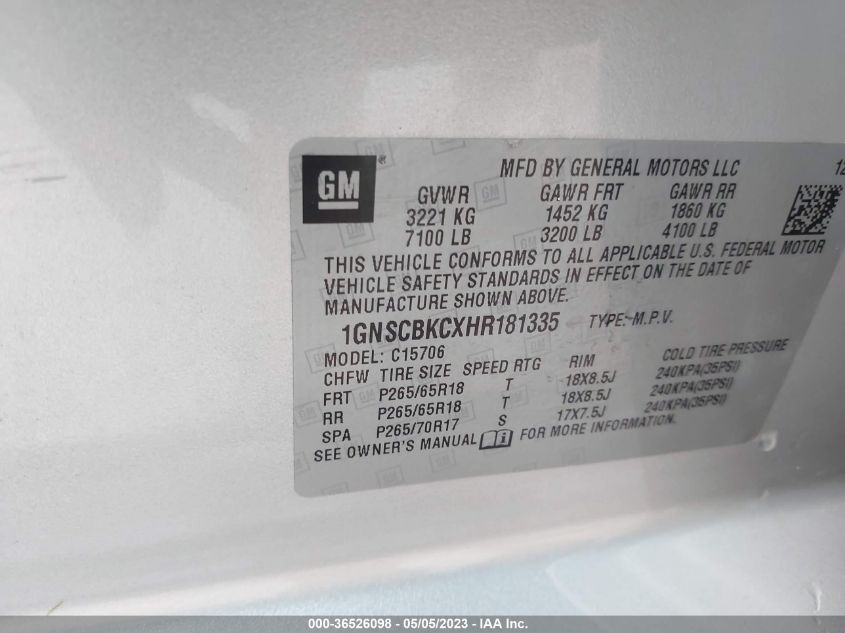 GM
MFD BY GENERAL MOTORS LLC 12
GVWR GAWR FRT GAWR RR
3221 KG 1452 KG 1860 KG
7100 LB 3200 LB 4100 LB
THIS VEHICLE CONFORMS TO ALL APPLICABLE U.S. FEDERAL MOTOR
VEHICLE SAFETY STANDARDS IN EFFECT ON THE DATE OF
MANUFACTURE SHOWN ABOVE.
1GNSCBKCXHR181335 TYPE: M.P.V.
MODEL: C15706
CHFW TIRE SIZE SPEED RTG RIM COLD TIRE PRESSURE
FRT P265/65R18 T 18X8.5J 240KPA(35PSI)
RR P265/65R18 T 18X8.5J 240KPA(35PSI)
SPA P265/70R17 S 17X7.5J 240KPA(35PSI)
SEE OWNER'S MANUAL i FOR MORE INFORMATION.
000-36526098 - 05/05/2023 - © IAA Inc.